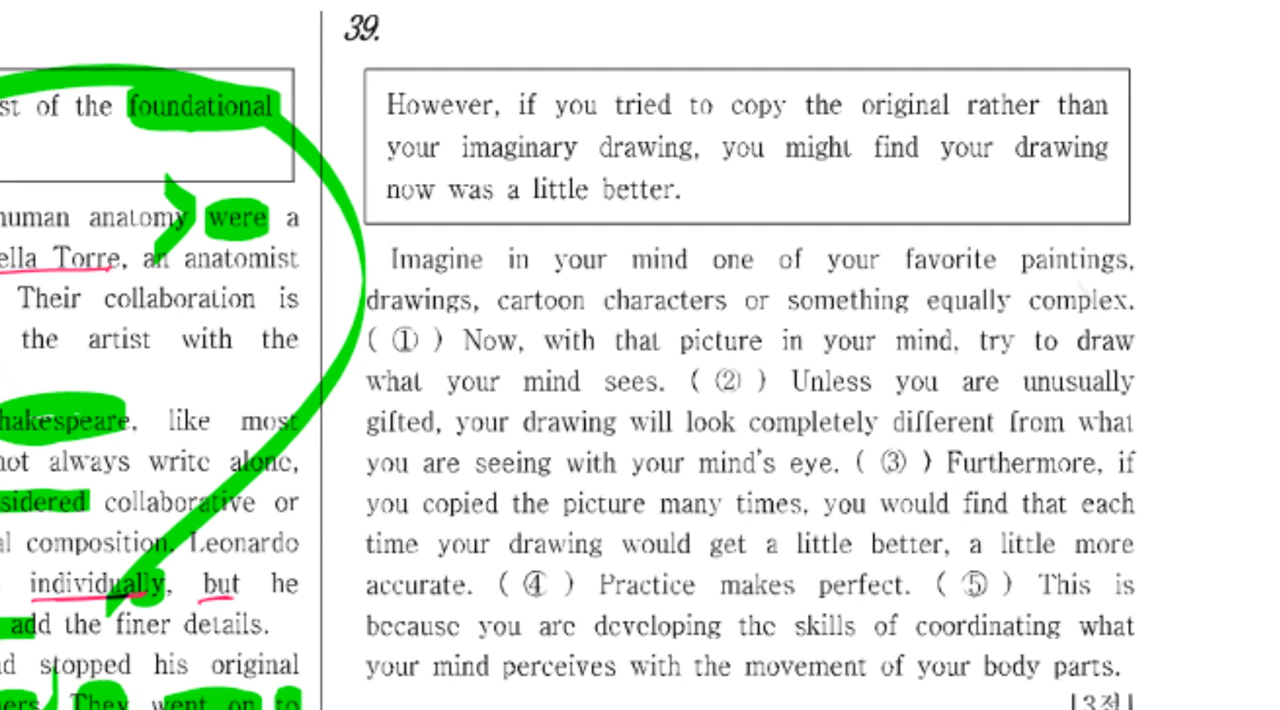 st of the foundational
human anatomy were a
ella Torre, an anatomist
Their collaboration is
the artist with the
hakespeare, like most
not always write alone,
sidered collaborative or
al composition. Leonardo
individually, but he
add the finer details.
nd stopped his original
ners. They went on to
39.
However, if you tried to copy the original rather than
your imaginary drawing, you might find your drawing
now was a little better.
Imagine in your mind one of your favorite paintings,
drawings, cartoon characters or something equally complex.
( ① ) Now, with that picture in your mind, try to draw
what your mind sees. ( ② ) Unless you are unusually
gifted, your drawing will look completely different from what
you are seeing with your mind's eye. ( ③ ) Furthermore, if
you copied the picture many times, you would find that each
time your drawing would get a little better, a little more
accurate. ( ④ ) Practice makes perfect. ( ⑤ ) This is
because you are developing the skills of coordinating what
your mind perceives with the movement of your body parts.
[3점]